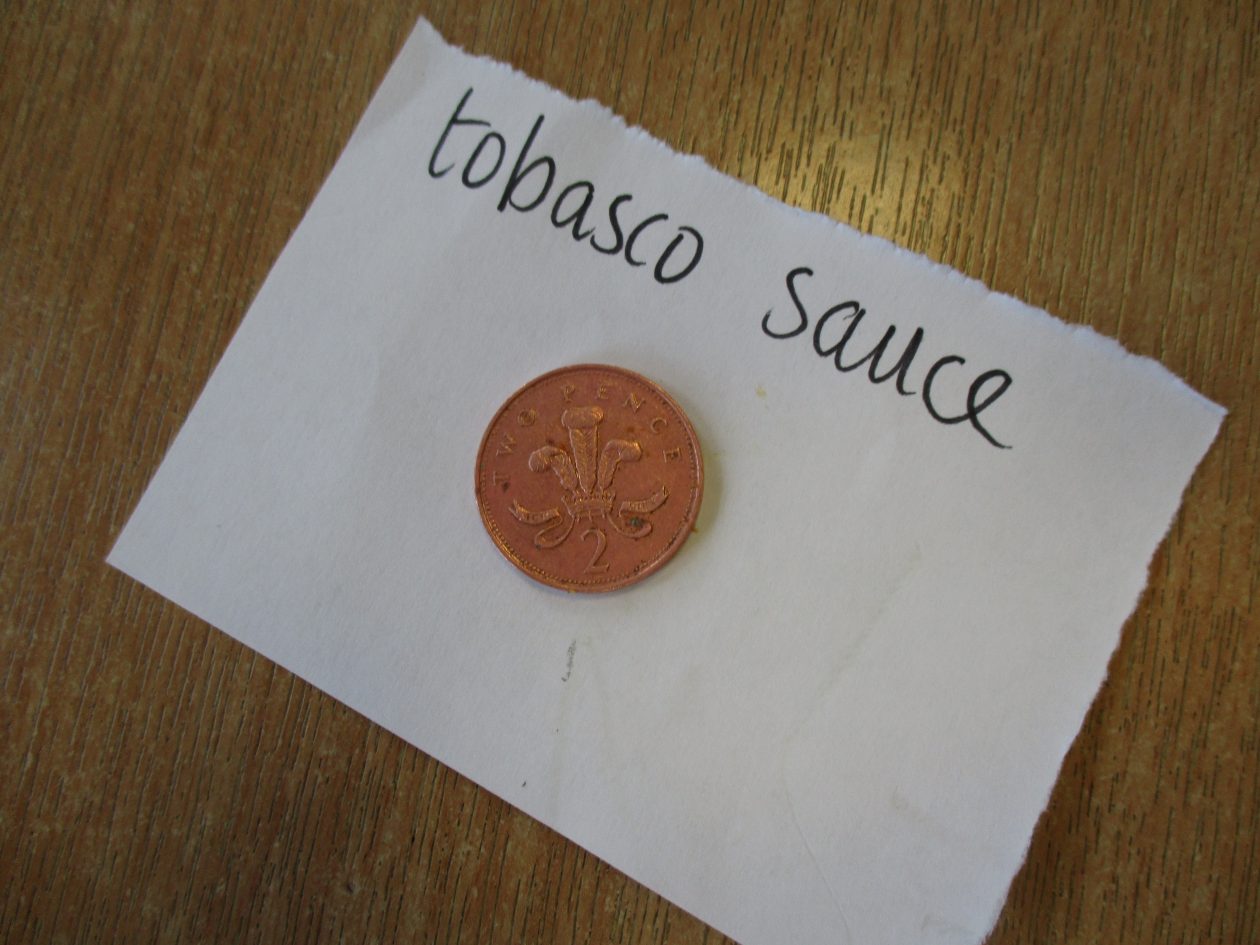 tobasco sauce
TWO PENCE
2